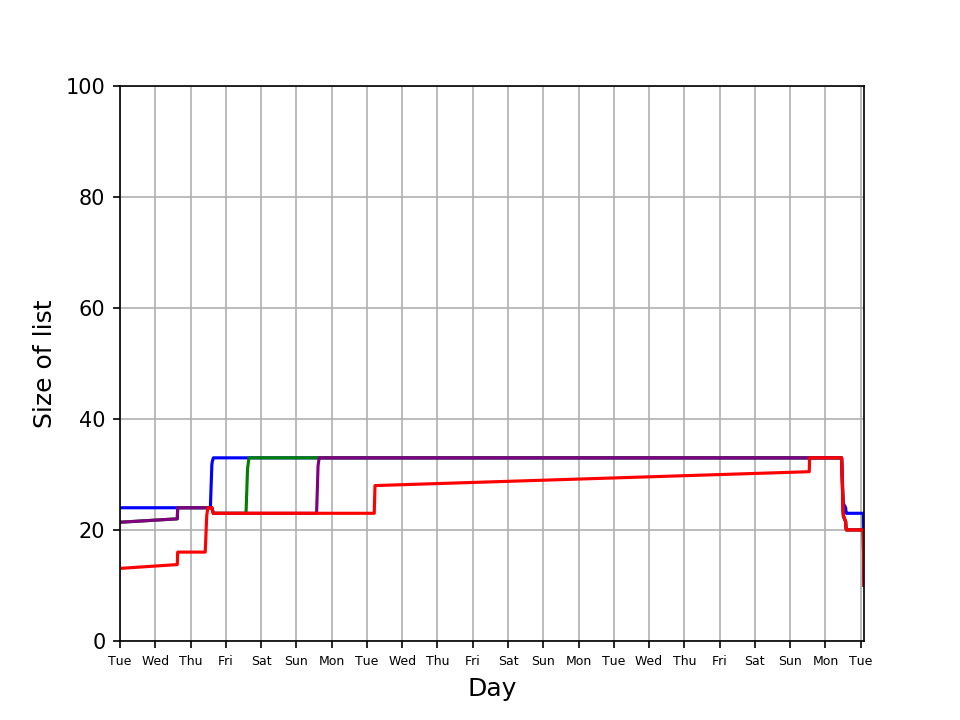 100
80
60
40
20
0
Size of list
Tue Wed Thu Fri Sat Sun Mon Tue Wed Thu Fri Sat Sun Mon Tue Wed Thu Fri Sat Sun Mon Tue
Day